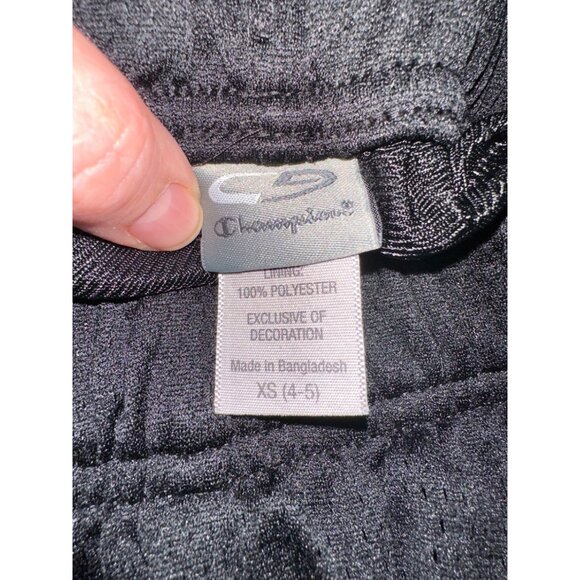 Champion
LINING:
100% POLYESTER
EXCLUSIVE OF
DECORATION
Made in Bangladesh
XS (4-5)